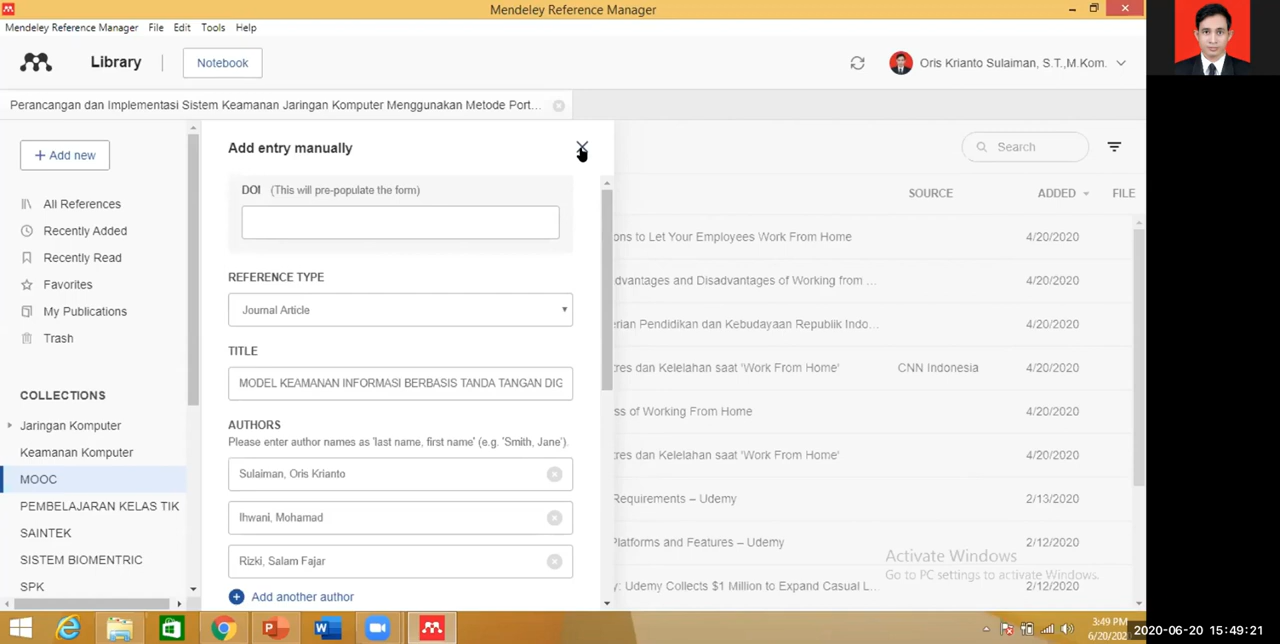 Mendeley Reference Manager
Mendeley Reference Manager File Edit Tools Help
Library
Notebook
Oris Krianto Sulaiman, S.T.,M.Kom.
Perancangan dan Implementasi Sistem Keamanan Jaringan Komputer Menggunakan Metode Port...
+ Add new
All References
Recently Added
Recently Read
Favorites
My Publications
Trash
COLLECTIONS
Jaringan Komputer
Keamanan Komputer
MOOC
PEMBELAJARAN KELAS TIK
SAINTEK
SISTEM BIOMENTRIC
SPK
Add entry manually
DOI (This will pre-populate the form)
REFERENCE TYPE
Journal Article
TITLE
MODEL KEAMANAN INFORMASI BERBASIS TANDA TANGAN DIG
AUTHORS
Please enter author names as 'last name, first name' (e.g. 'Smith, Jane').
Sulaiman, Oris Krianto
Ihwani, Mohamad
Rizki, Salam Fajar
Add another author
Search
SOURCE ADDED FILE
ons to Let Your Employees Work From Home 4/20/2020
dvantages and Disadvantages of Working from ... 4/20/2020
erian Pendidikan dan Kebudayaan Republik Indo... 4/20/2020
tres dan Kelelahan saat 'Work From Home' CNN Indonesia 4/20/2020
ss of Working From Home 4/20/2020
tres dan Kelelahan saat 'Work From Home' 4/20/2020
Requirements – Udemy 2/13/2020
Platforms and Features – Udemy 2/12/2020
y: Udemy Collects $1 Million to Expand Casual L... 2/12/2020
Activate Windows
Go to PC settings to activate Windows.
3:49 PM
6/20/20
2020-06-20 15:49:21